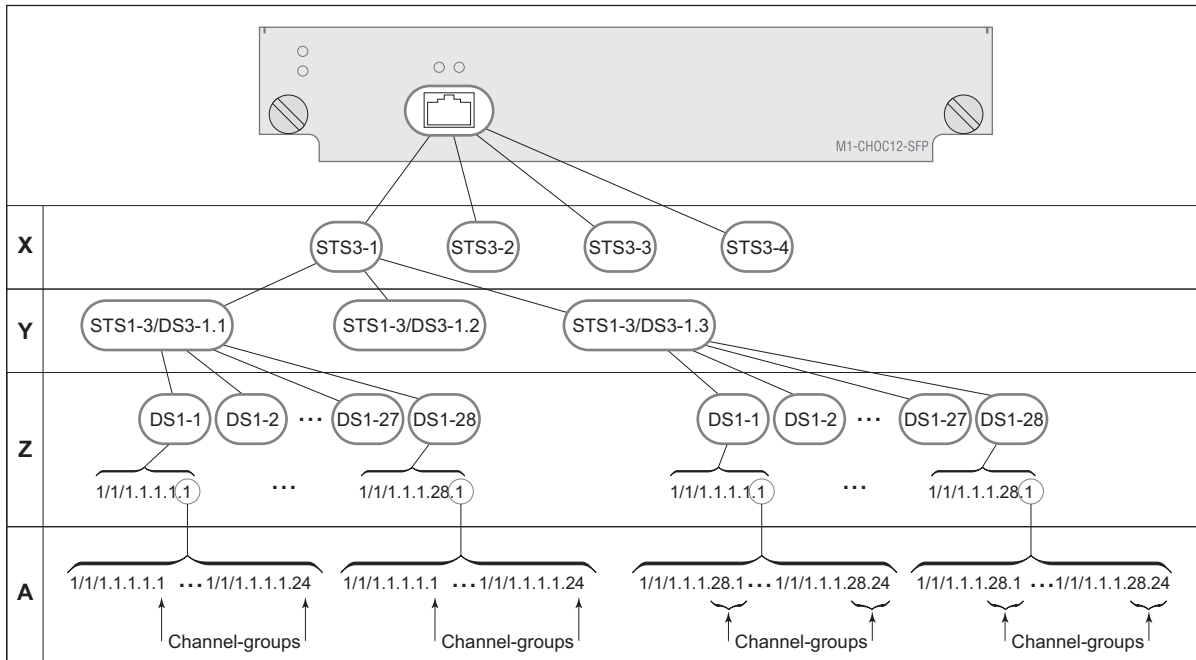 M1-CHOC12-SFP
X
STS3-1 STS3-2 STS3-3 STS3-4
Y
STS1-3/DS3-1.1 STS1-3/DS3-1.2 STS1-3/DS3-1.3
Z
DS1-1 DS1-2 ... DS1-27 DS1-28 DS1-1 DS1-2 ... DS1-27 DS1-28
1/1/1.1.1.1.1 ... 1/1/1.1.1.28.1 1/1/1.1.1.1.1 ... 1/1/1.1.1.28.1
A
1/1/1.1.1.1.1 ... 1/1/1.1.1.1.24 1/1/1.1.1.1.1 ... 1/1/1.1.1.1.24 1/1/1.1.1.28.1 ... 1/1/1.1.1.28.24 1/1/1.1.1.28.1 ... 1/1/1.1.1.28.24
Channel-groups Channel-groups Channel-groups Channel-groups